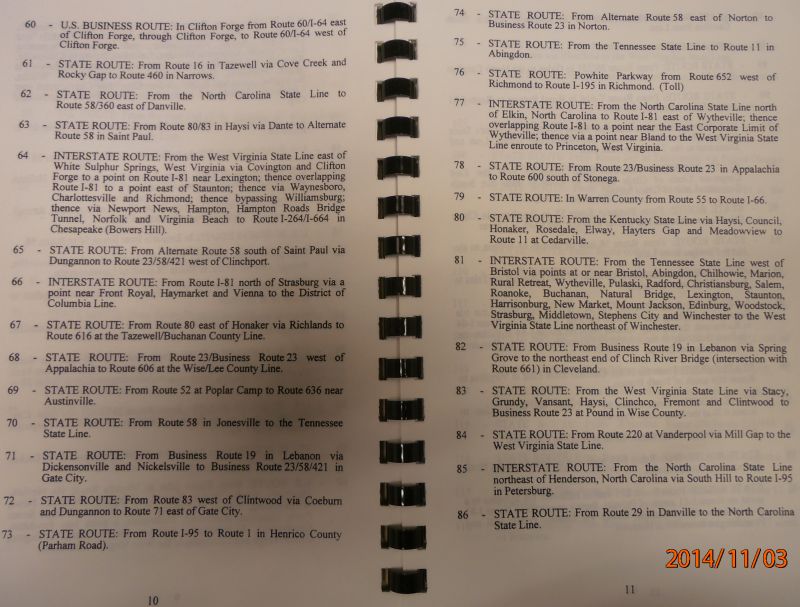 60 - U.S. BUSINESS ROUTE: In Clifton Forge from Route 60/I-64 east
of Clifton Forge, through Clifton Forge, to Route 60/I-64 west of
Clifton Forge.
61 - STATE ROUTE: From Route 16 in Tazewell via Cove Creek and
Rocky Gap to Route 460 in Narrows.
62 - STATE ROUTE: From the North Carolina State Line to
Route 58/360 east of Danville.
63 - STATE ROUTE: From Route 80/83 in Haysi via Dante to Alternate
Route 58 in Saint Paul.
64 - INTERSTATE ROUTE: From the West Virginia State Line east of
White Sulphur Springs, West Virginia via Covington and Clifton
Forge to a point on Route I-81 near Lexington; thence overlapping
Route I-81 to a point east of Staunton; thence via Waynesboro,
Charlottesville and Richmond; thence bypassing Williamsburg;
thence via Newport News, Hampton, Hampton Roads Bridge
Tunnel, Norfolk and Virginia Beach to Route I-264/I-664 in
Chesapeake (Bowers Hill).
65 - STATE ROUTE: From Alternate Route 58 south of Saint Paul via
Dungannon to Route 23/58/421 west of Clinchport.
66 - INTERSTATE ROUTE: From Route I-81 north of Strasburg via a
point near Front Royal, Haymarket and Vienna to the District of
Columbia Line.
67 - STATE ROUTE: From Route 80 east of Honaker via Richlands to
Route 616 at the Tazewell/Buchanan County Line.
68 - STATE ROUTE: From Route 23/Business Route 23 west of
Appalachia to Route 606 at the Wise/Lee County Line.
69 - STATE ROUTE: From Route 52 at Poplar Camp to Route 636 near
Austinville.
70 - STATE ROUTE: From Route 58 in Jonesville to the Tennessee
State Line.
71 - STATE ROUTE: From Business Route 19 in Lebanon via
Dickensonville and Nickelsville to Business Route 23/58/421 in
Gate City.
72 - STATE ROUTE: From Route 83 west of Clintwood via Coeburn
and Dungannon to Route 71 east of Gate City.
73 - STATE ROUTE: From Route I-95 to Route 1 in Henrico County
(Parham Road).
10
74 - STATE ROUTE: From Alternate Route 58 east of Norton to
Business Route 23 in Norton.
75 - STATE ROUTE: From the Tennessee State Line to Route 11 in
Abingdon.
76 - STATE ROUTE: Powhite Parkway from Route 652 west of
Richmond to Route I-195 in Richmond. (Toll)
77 - INTERSTATE ROUTE: From the North Carolina State Line north
of Elkin, North Carolina to Route I-81 east of Wytheville; thence
overlapping Route I-81 to a point near the East Corporate Limit of
Wytheville; thence via a point near Bland to the West Virginia State
Line enroute to Princeton, West Virginia.
78 - STATE ROUTE: From Route 23/Business Route 23 in Appalachia
to Route 600 south of Stonega.
79 - STATE ROUTE: In Warren County from Route 55 to Route I-66.
80 - STATE ROUTE: From the Kentucky State Line via Haysi, Council,
Honaker, Rosedale, Elway, Hayters Gap and Meadowview to
Route 11 at Cedarville.
81 - INTERSTATE ROUTE: From the Tennessee State Line west of
Bristol via points at or near Bristol, Abingdon, Chilhowie, Marion,
Rural Retreat, Wytheville, Pulaski, Radford, Christiansburg, Salem,
Roanoke, Buchanan, Natural Bridge, Lexington, Staunton,
Harrisonburg, New Market, Mount Jackson, Edinburg, Woodstock,
Strasburg, Middletown, Stephens City and Winchester to the West
Virginia State Line northeast of Winchester.
82 - STATE ROUTE: From Business Route 19 in Lebanon via Spring
Grove to the northeast end of Clinch River Bridge (intersection with
Route 661) in Cleveland.
83 - STATE ROUTE: From the West Virginia State Line via Stacy,
Grundy, Vansant, Haysi, Clinchco, Fremont and Clintwood to
Business Route 23 at Pound in Wise County.
84 - STATE ROUTE: From Route 220 at Vanderpool via Mill Gap to the
West Virginia State Line.
85 - INTERSTATE ROUTE: From the North Carolina State Line
northeast of Henderson, North Carolina via South Hill to Route I-95
in Petersburg.
86 - STATE ROUTE: From Route 29 in Danville to the North Carolina
State Line.
11
2014/11/03